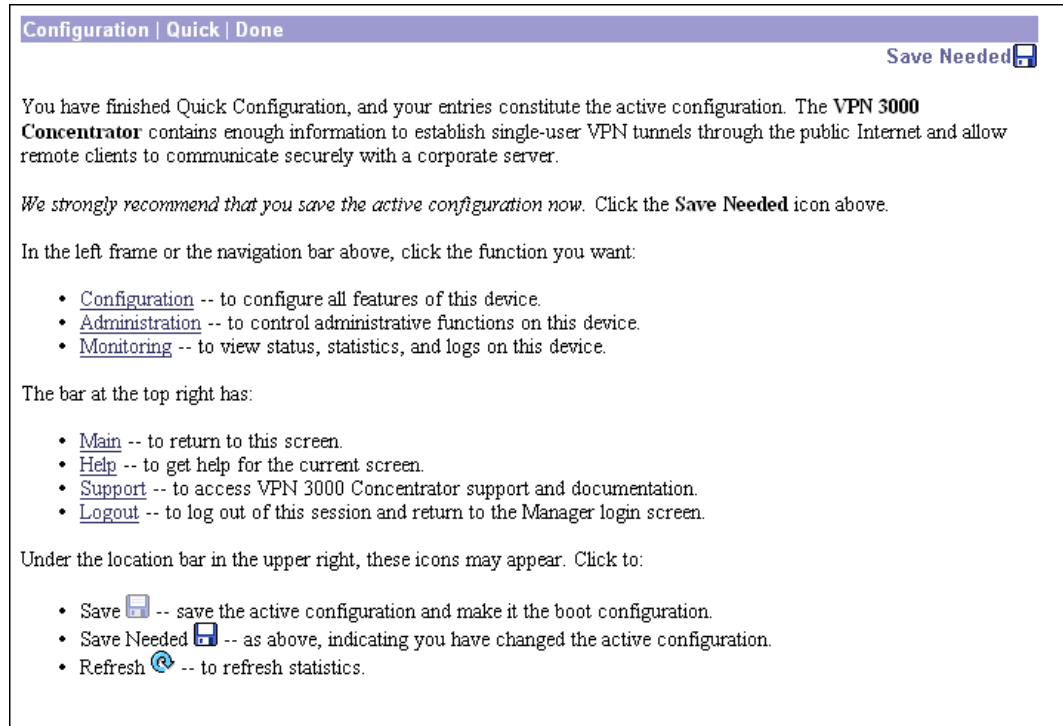 Configuration | Quick | Done
Save Needed
You have finished Quick Configuration, and your entries constitute the active configuration. The VPN 3000
Concentrator contains enough information to establish single-user VPN tunnels through the public Internet and allow
remote clients to communicate securely with a corporate server.
We strongly recommend that you save the active configuration now. Click the Save Needed icon above.
In the left frame or the navigation bar above, click the function you want:
• Configuration -- to configure all features of this device.
• Administration -- to control administrative functions on this device.
• Monitoring -- to view status, statistics, and logs on this device.
The bar at the top right has:
• Main -- to return to this screen.
• Help -- to get help for the current screen.
• Support -- to access VPN 3000 Concentrator support and documentation.
• Logout -- to log out of this session and return to the Manager login screen.
Under the location bar in the upper right, these icons may appear. Click to:
• Save -- save the active configuration and make it the boot configuration.
• Save Needed -- as above, indicating you have changed the active configuration.
• Refresh -- to refresh statistics.